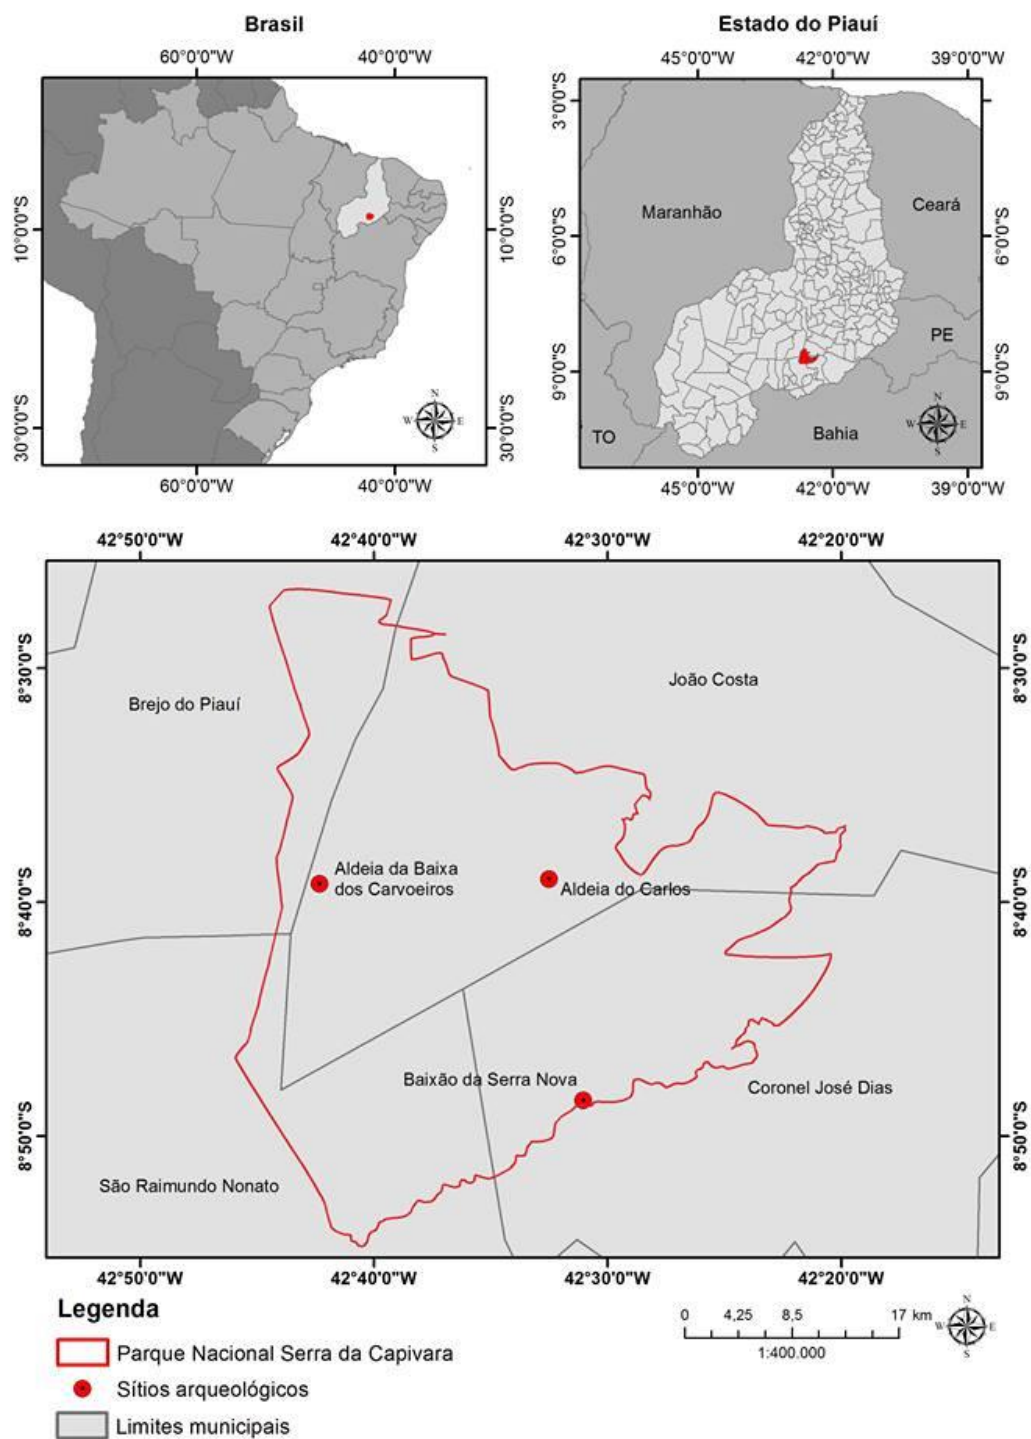 Brasil
60°0'0"W 40°0'0"W
10°0'0"S 10°0'0"S
30°0'0"S 30°0'0"S
N
W E
S
60°0'0"W 40°0'0"W
Estado do Piauí
45°0'0"W 42°0'0"W 39°0'0"W
3°0'0"S 3°0'0"S
Maranhão
Ceará
6°0'0"S 6°0'0"S
PE
9°0'0"S 9°0'0"S
TO
Bahia
N
W E
S
45°0'0"W 42°0'0"W 39°0'0"W
42°50'0"W 42°40'0"W 42°30'0"W 42°20'0"W
8°30'0"S 8°30'0"S
João Costa
Brejo do Piauí
Aldeia da Baixa
dos Carvoeiros
Aldeia do Carlos
8°40'0"S 8°40'0"S
Baixão da Serra Nova
Coronel José Dias
8°50'0"S 8°50'0"S
São Raimundo Nonato
42°50'0"W 42°40'0"W 42°30'0"W 42°20'0"W
Legenda
Parque Nacional Serra da Capivara
Sítios arqueológicos
Limites municipais
0 4,25 8,5 17 km
1:400.000
N
W E
S